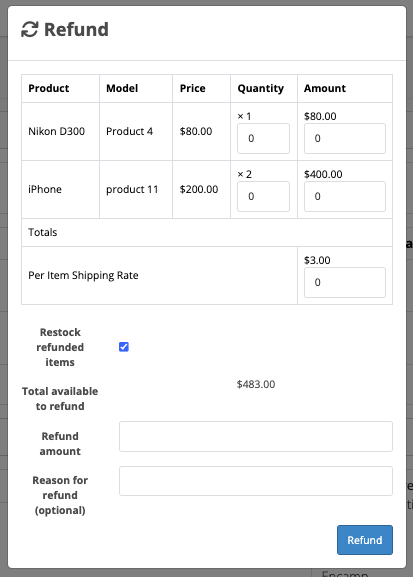 Refund
Product Model Price Quantity Amount
Nikon D300 Product 4 $80.00 × 1 0 $80.00 0
iPhone product 11 $200.00 × 2 0 $400.00 0
Totals
Per Item Shipping Rate $3.00 0
Restock
refunded
items
Total available
to refund
$483.00
Refund
amount
Reason for
refund
(optional)
Refund